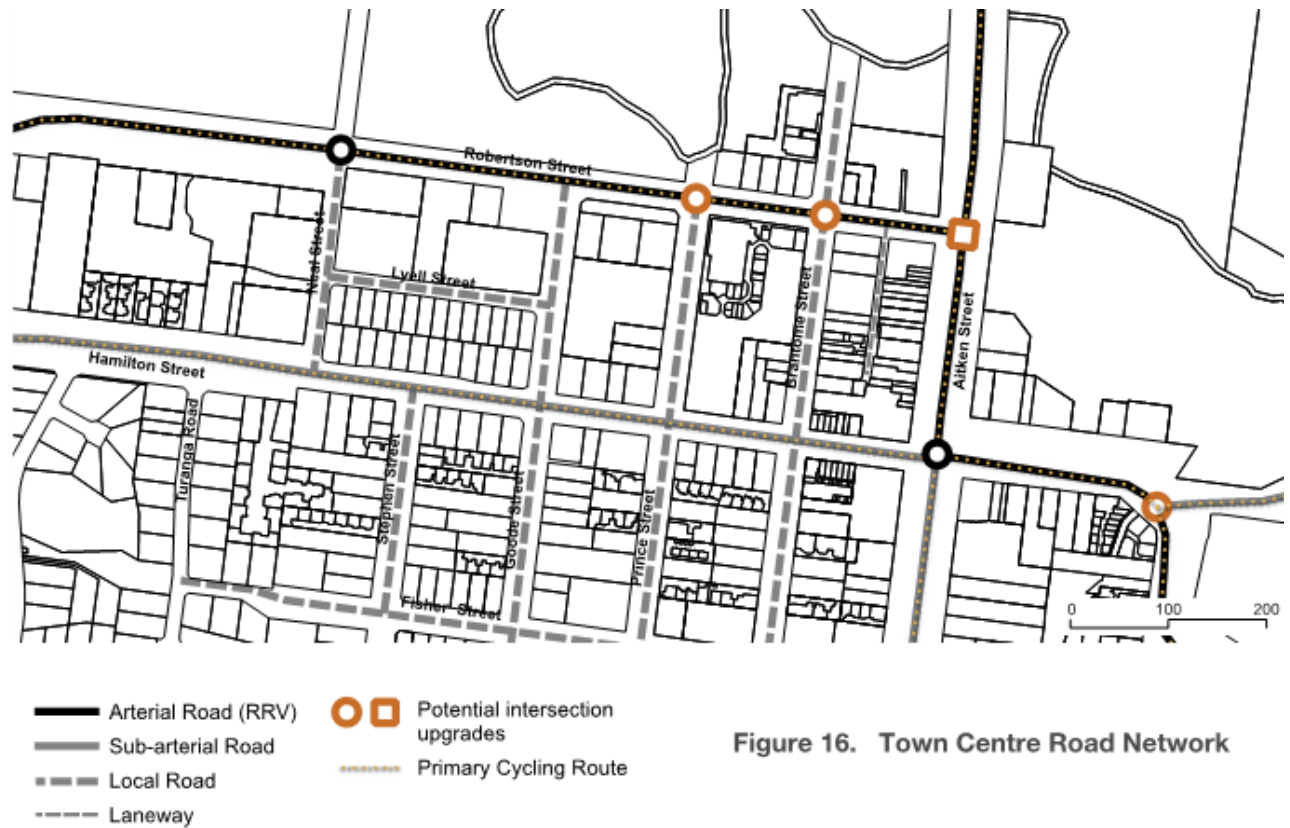 Robertson Street
Neal Street
Lyell Street
Brantome Street
Aitken Street
Hamilton Street
Turanga Road
Stephen Street
Goode Street
Prince Street
Fisher Street
0 100 200
Arterial Road (RRV)
Sub-arterial Road
Local Road
Laneway
Potential intersection
upgrades
Primary Cycling Route
Figure 16. Town Centre Road Network